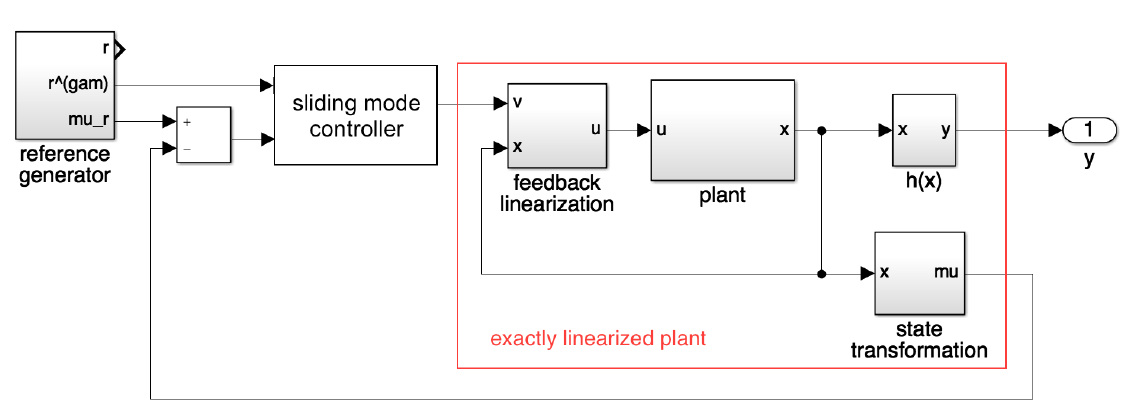 r
r^(gam)
mu_r
reference
generator
+
−
sliding mode
controller
v
x
u
feedback
linearization
u
x
plant
x
y
h(x)
1
y
x
mu
state
transformation
exactly linearized plant